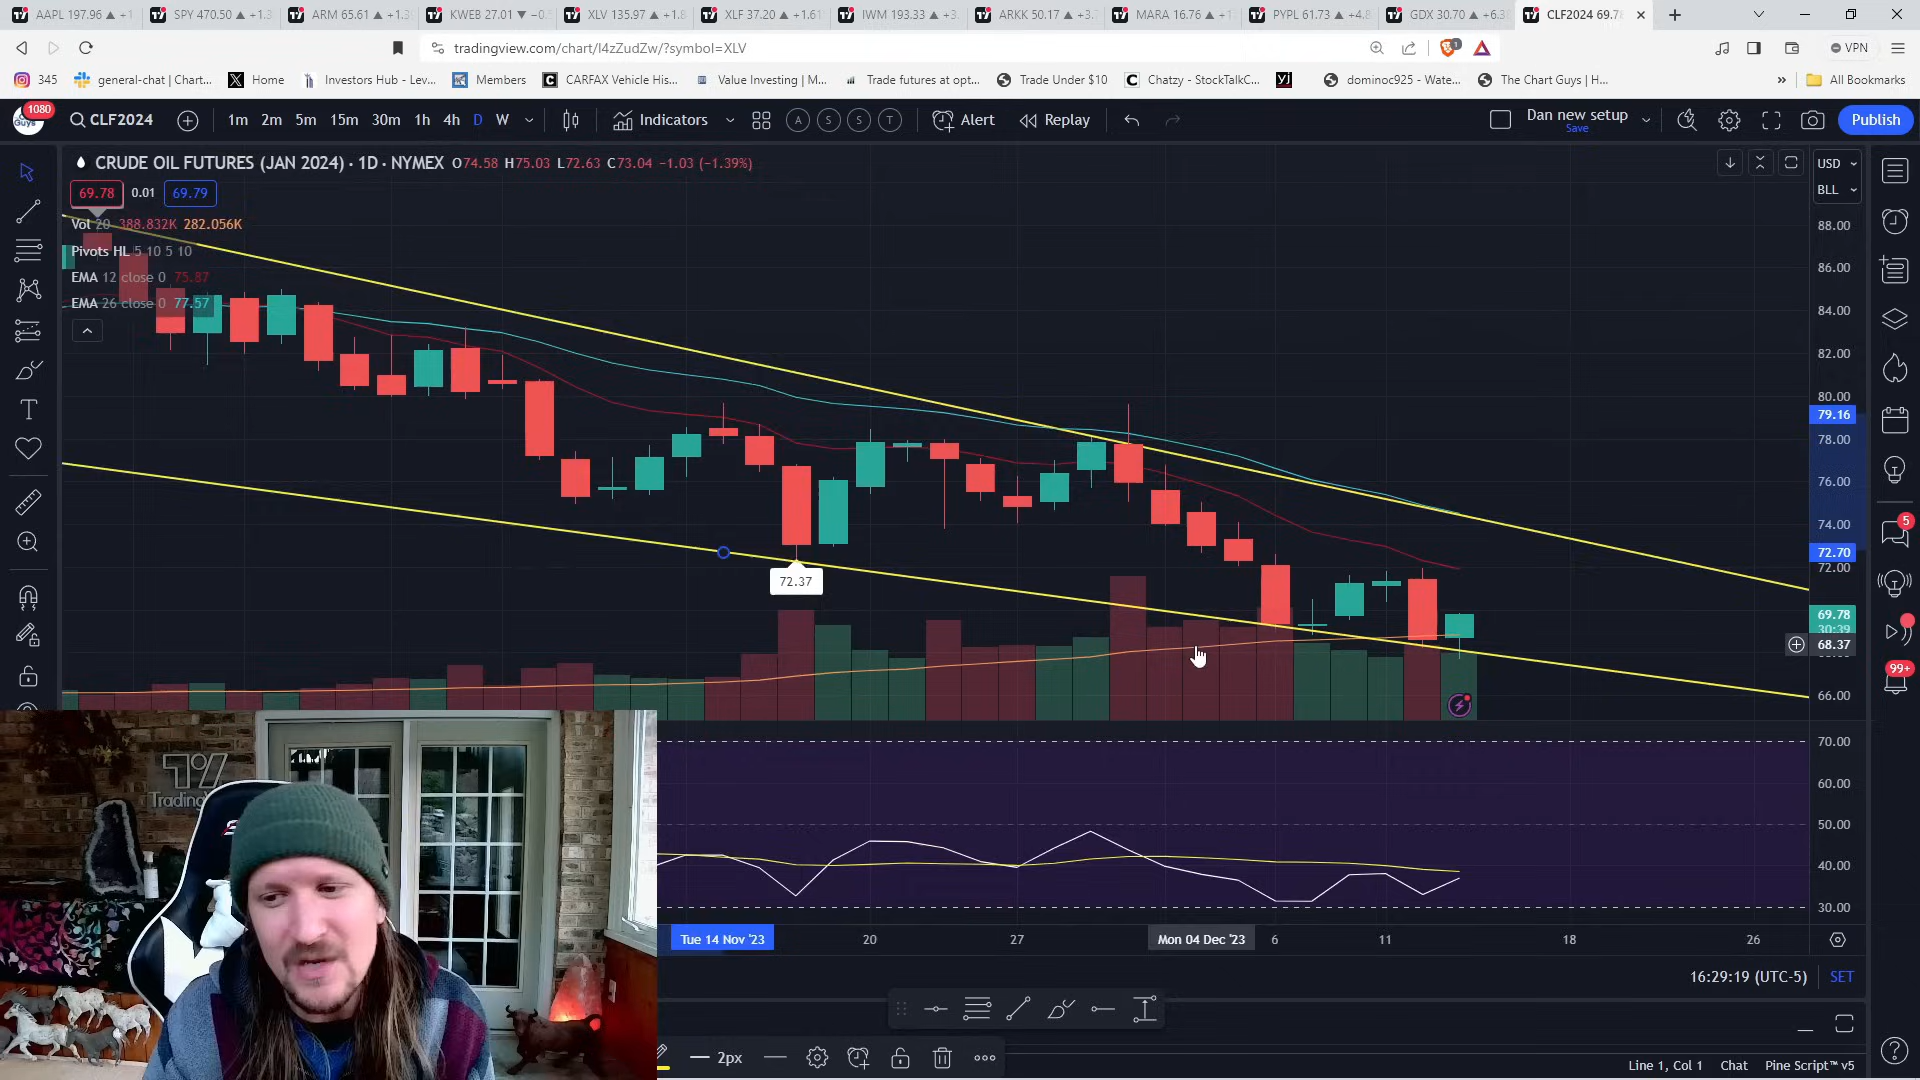 AAPL 197.96
SPY 470.50
ARM 65.61
KWEB 27.01
XLV 135.97
XLF 37.20
IWM 193.33
ARKK 50.17
MARA 16.76
PYPL 61.73
GDX 30.70
CLF2024 69.78
tradingview.com/chart/I4zZudZw/?symbol=XLV
1
VPN
345
general-chat | Chart...
Home
Investors Hub - Lev...
Members
CARFAX Vehicle His...
Value Investing | M...
Trade futures at opt...
Trade Under $10
Chatzy - StockTalkC...
dominoc925 - Wate...
The Chart Guys | H...
All Bookmarks
1080
CLF2024
1m 2m 5m 15m 30m 1h 4h D W
Indicators
A S S T
Alert
Replay
Dan new setup
Save
Publish
CRUDE OIL FUTURES (JAN 2024) · 1D · NYMEX O74.58 H75.03 L72.63 C73.04 −1.03 (−1.39%)
USD
BLL
69.78 0.01 69.79
Vol 20 388.832K 282.056K
Pivots HL 5 10 5 10
EMA 12 close 0 75.87
EMA 26 close 0 77.57
88.00
86.00
84.00
82.00
80.00
79.16
78.00
76.00
74.00
72.70
72.00
69.78
30:39
68.37
66.00
72.37
70.00
60.00
50.00
40.00
30.00
5
99+
Tue 14 Nov '23
20
27
Mon 04 Dec '23
6
11
18
26
16:29:19 (UTC-5)
SET
2px
Line 1, Col 1
Chat
Pine Script™ v5